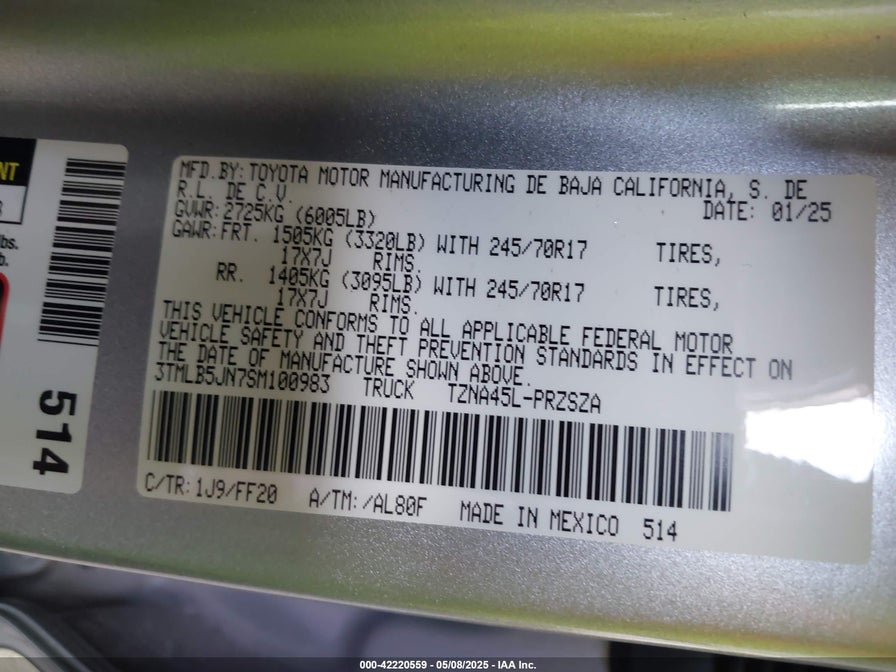 MFD.BY: TOYOTA MOTOR MANUFACTURING DE BAJA CALIFORNIA, S. DE
R.L. DE C.V.
DATE: 01/25
GVWR: 2725KG (6005LB)
GAWR: FRT. 1505KG (3320LB) WITH 245/70R17 TIRES,
17X7J RIMS.
RR. 1405KG (3095LB) WITH 245/70R17 TIRES,
17X7J RIMS.
THIS VEHICLE CONFORMS TO ALL APPLICABLE FEDERAL MOTOR
VEHICLE SAFETY AND THEFT PREVENTION STANDARDS IN EFFECT ON
THE DATE OF MANUFACTURE SHOWN ABOVE.
3TMLB5JN7SM100983 TRUCK TZNA45L-PRZSZA
C/TR: 1J9/FF20 A/TM: /AL80F MADE IN MEXICO 514
NT
lbs.
b.
514
000-42220559 - 05/08/2025 - IAA Inc.